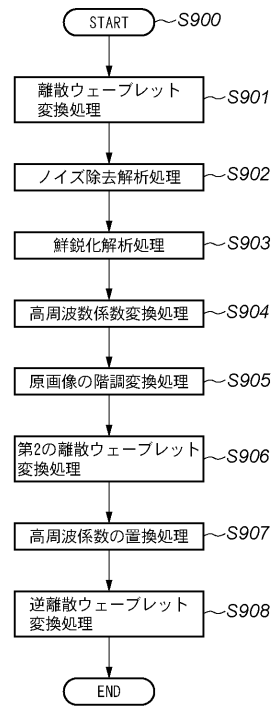 START
S900
離散ウェーブレット
変換処理
S901
ノイズ除去解析処理
S902
鮮鋭化解析処理
S903
高周波数係数変換処理
S904
原画像の階調変換処理
S905
第2の離散ウェーブレット
変換処理
S906
高周波係数の置換処理
S907
逆離散ウェーブレット
変換処理
S908
END